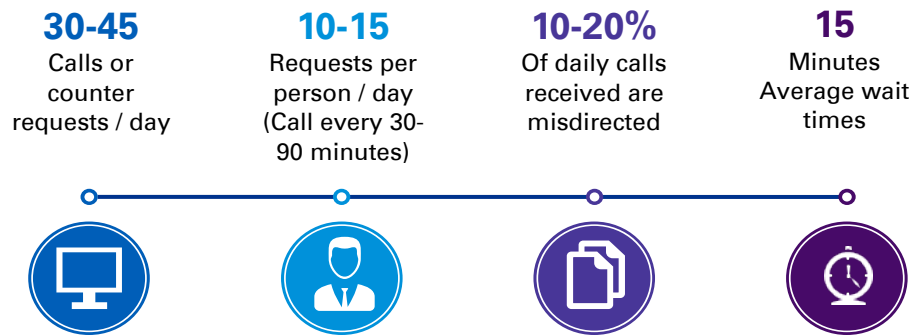 30-45
Calls or
counter
requests / day
10-15
Requests per
person / day
(Call every 30-
90 minutes)
10-20%
Of daily calls
received are
misdirected
15
Minutes
Average wait
times